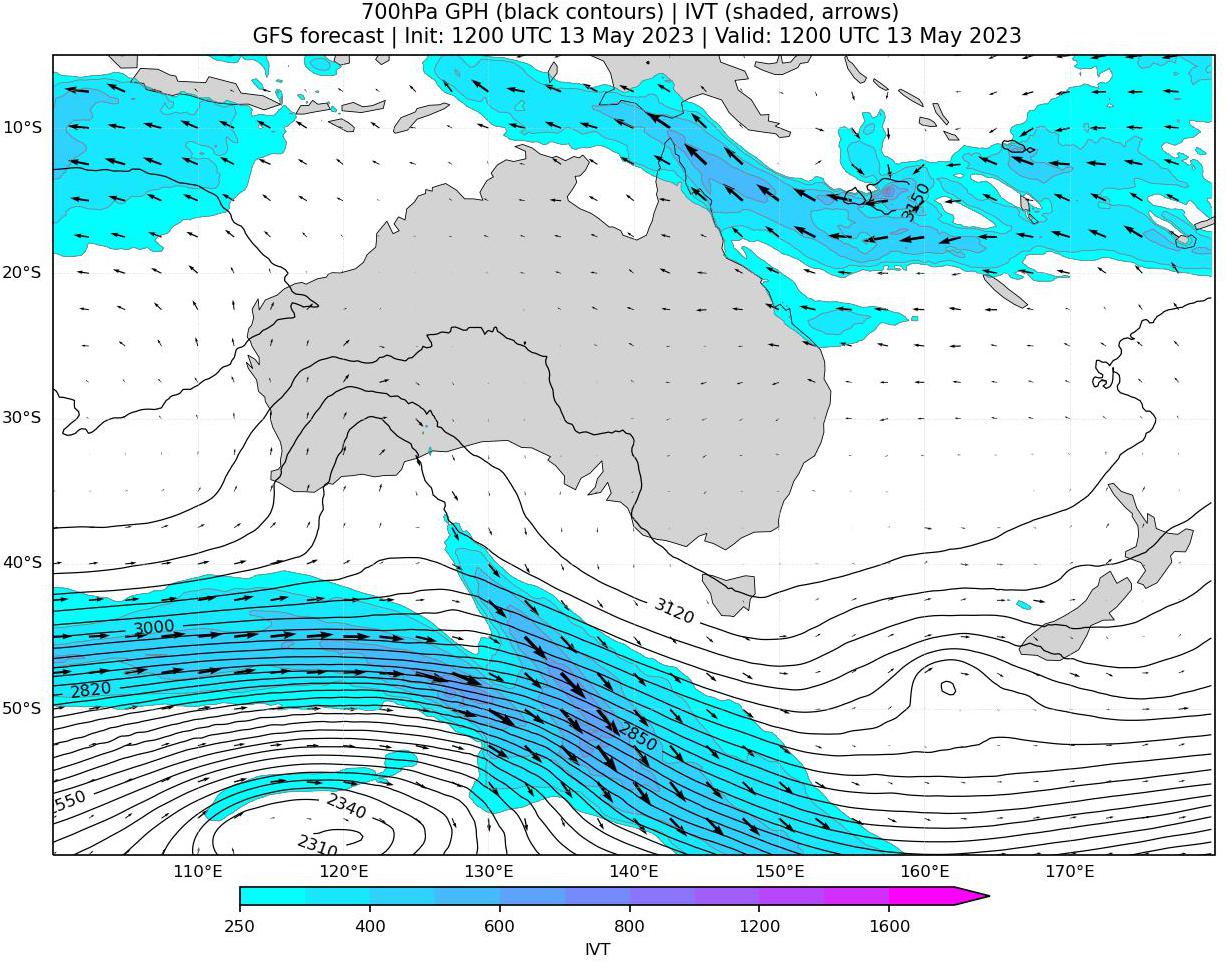 700hPa GPH (black contours) | IVT (shaded, arrows)
GFS forecast | Init: 1200 UTC 13 May 2023 | Valid: 1200 UTC 13 May 2023
10°S
3150
20°S
30°S
40°S
3120
3000
2820
50°S
2850
550
2340
2310
110°E 120°E 130°E 140°E 150°E 160°E 170°E
250 400 600 800 1200 1600
IVT